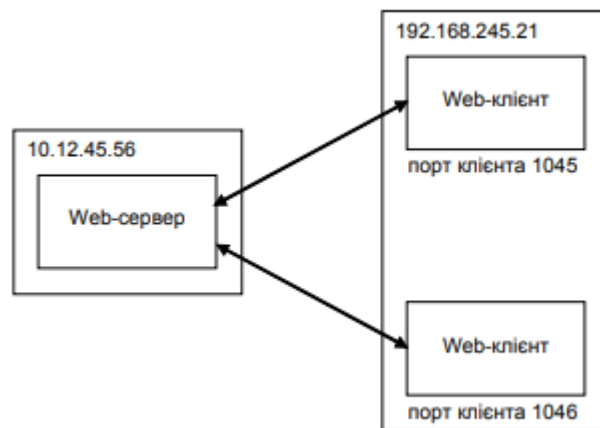 192.168.245.21
Web-клієнт
порт клієнта 1045
10.12.45.56
Web-сервер
Web-клієнт
порт клієнта 1046